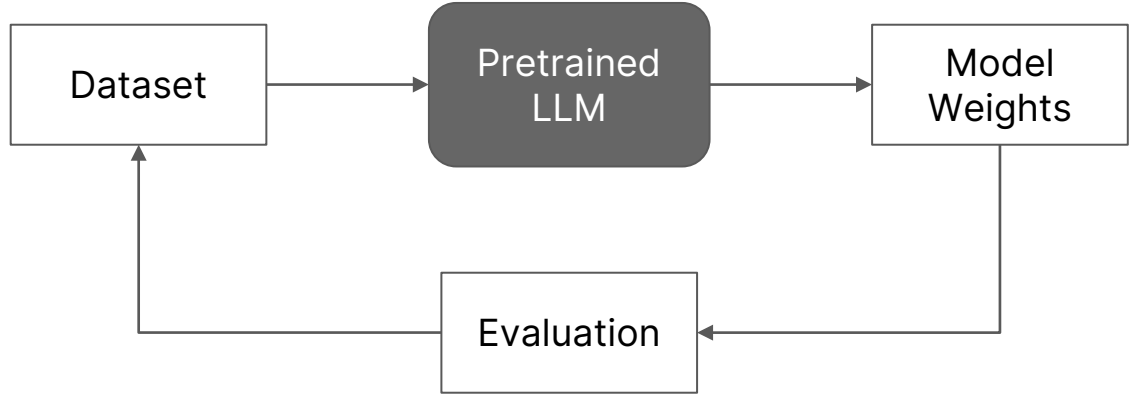 Dataset
Pretrained
LLM
Model
Weights
Evaluation